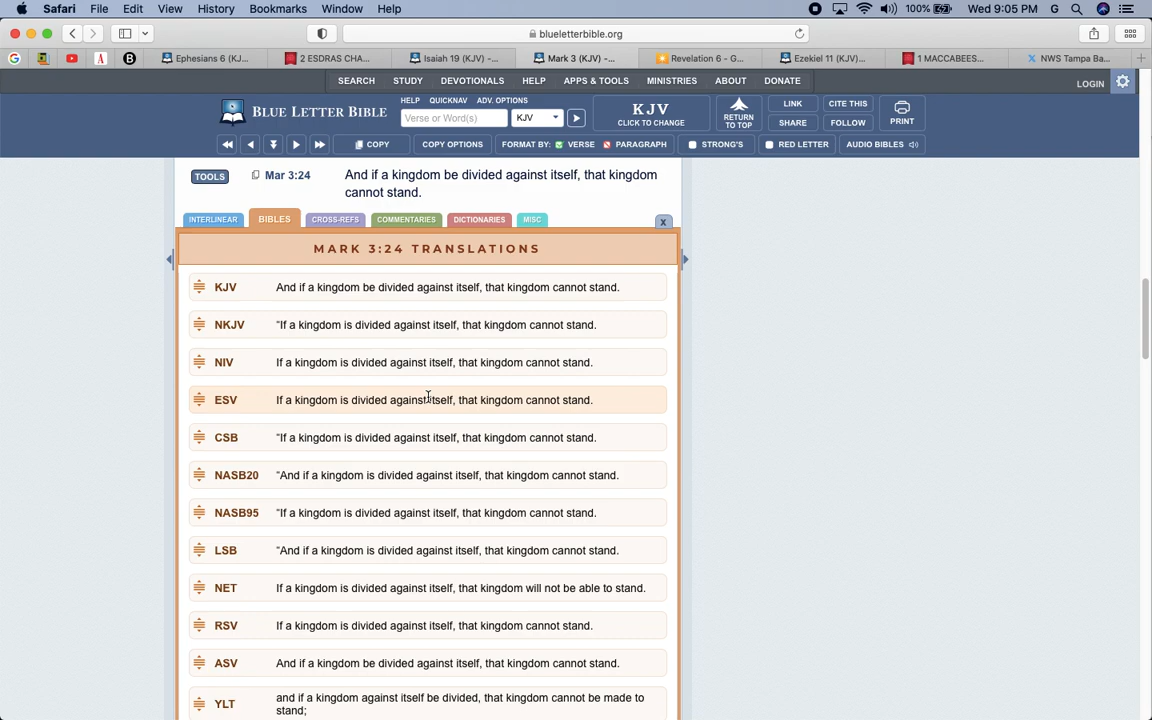 Safari File Edit View History Bookmarks Window Help 100% Wed 9:05 PM G
blueletterbible.org
Ephesians 6 (KJ... 2 ESDRAS CHA... Isaiah 19 (KJV) -... Mark 3 (KJV) -... Revelation 6 - G... Ezekiel 11 (KJV)... 1 MACCABEES... NWS Tampa Ba...
SEARCH STUDY DEVOTIONALS HELP APPS & TOOLS MINISTRIES ABOUT DONATE LOGIN
BLUE LETTER BIBLE
HELP QUICKNAV ADV. OPTIONS
Verse or Word(s) KJV
KJV
CLICK TO CHANGE
RETURN
TO TOP
LINK CITE THIS
SHARE FOLLOW
PRINT
COPY COPY OPTIONS FORMAT BY: VERSE PARAGRAPH STRONG'S RED LETTER AUDIO BIBLES
TOOLS Mar 3:24 And if a kingdom be divided against itself, that kingdom
cannot stand.
INTERLINEAR BIBLES CROSS-REFS COMMENTARIES DICTIONARIES MISC X
MARK 3:24 TRANSLATIONS
KJV And if a kingdom be divided against itself, that kingdom cannot stand.
NKJV "If a kingdom is divided against itself, that kingdom cannot stand.
NIV If a kingdom is divided against itself, that kingdom cannot stand.
ESV If a kingdom is divided against itself, that kingdom cannot stand.
CSB "If a kingdom is divided against itself, that kingdom cannot stand.
NASB20 "And if a kingdom is divided against itself, that kingdom cannot stand.
NASB95 "If a kingdom is divided against itself, that kingdom cannot stand.
LSB "And if a kingdom is divided against itself, that kingdom cannot stand.
NET If a kingdom is divided against itself, that kingdom will not be able to stand.
RSV If a kingdom is divided against itself, that kingdom cannot stand.
ASV And if a kingdom be divided against itself, that kingdom cannot stand.
YLT and if a kingdom against itself be divided, that kingdom cannot be made to
stand;